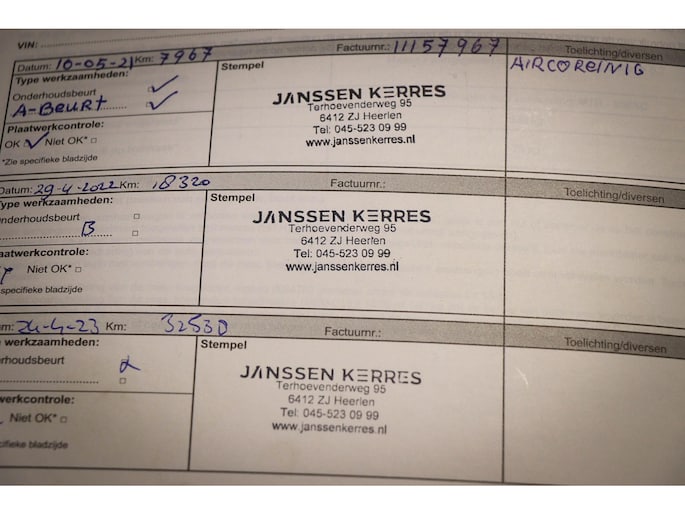 VIN:
Datum: 10-05-21 Km: 7967 Factuurnr.: 11157967 Toelichting/diversen
Type werkzaamheden: Stempel AIRCOREINIG
Onderhoudsbeurt
A-BEURT
Plaatwerkcontrole:
OK Niet OK*
*Zie specifieke bladzijde
JANSSEN KERRES
Terhoevenderweg 95
6412 ZJ Heerlen
Tel: 045-523 09 99
www.janssenkerres.nl
Datum: 29-4-2022 Km: 18320 Factuurnr.: Toelichting/diversen
Type werkzaamheden: Stempel
nderhoudsbeurt
B
aatwerkcontrole:
Niet OK*
specifieke bladzijde
JANSSEN KERRES
Terhoevenderweg 95
6412 ZJ Heerlen
Tel: 045-523 09 99
www.janssenkerres.nl
um: 24-4-23 Km: 32530 Factuurnr.: Toelichting/diversen
werkzaamheden: Stempel
rhoudsbeurt
werkcontrole:
Niet OK*
cifieke bladzijde
JANSSEN KERRES
Terhoevenderweg 95
6412 ZJ Heerlen
Tel: 045-523 09 99
www.janssenkerres.nl